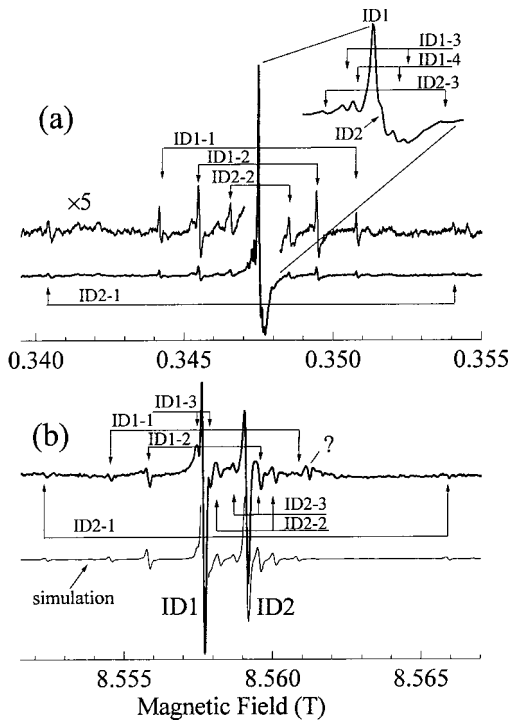 ID1
ID1-3
ID1-4
ID2-3
(a)
ID2
ID1-1
ID1-2
×5
ID2-2
ID2-1
0.340
0.345
0.350
0.355
ID1-3
(b)
ID1-1
ID1-2
?
ID2-3
ID2-1
ID2-2
simulation
ID1
ID2
8.555
8.560
8.565
Magnetic Field (T)